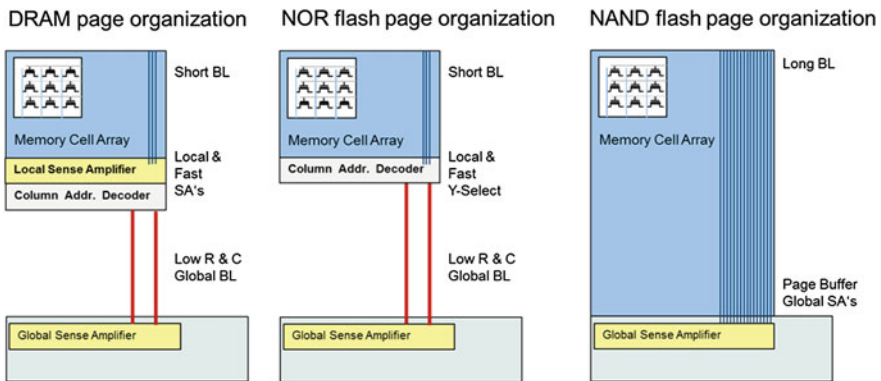 DRAM page organization
Short BL
Memory Cell Array
Local Sense Amplifier
Column Addr. Decoder
Local &
Fast
SA's
Low R & C
Global BL
Global Sense Amplifier
NOR flash page organization
Short BL
Memory Cell Array
Column Addr. Decoder
Local &
Fast
Y-Select
Low R & C
Global BL
Global Sense Amplifier
NAND flash page organization
Long BL
Memory Cell Array
Page Buffer
Global SA's
Global Sense Amplifier